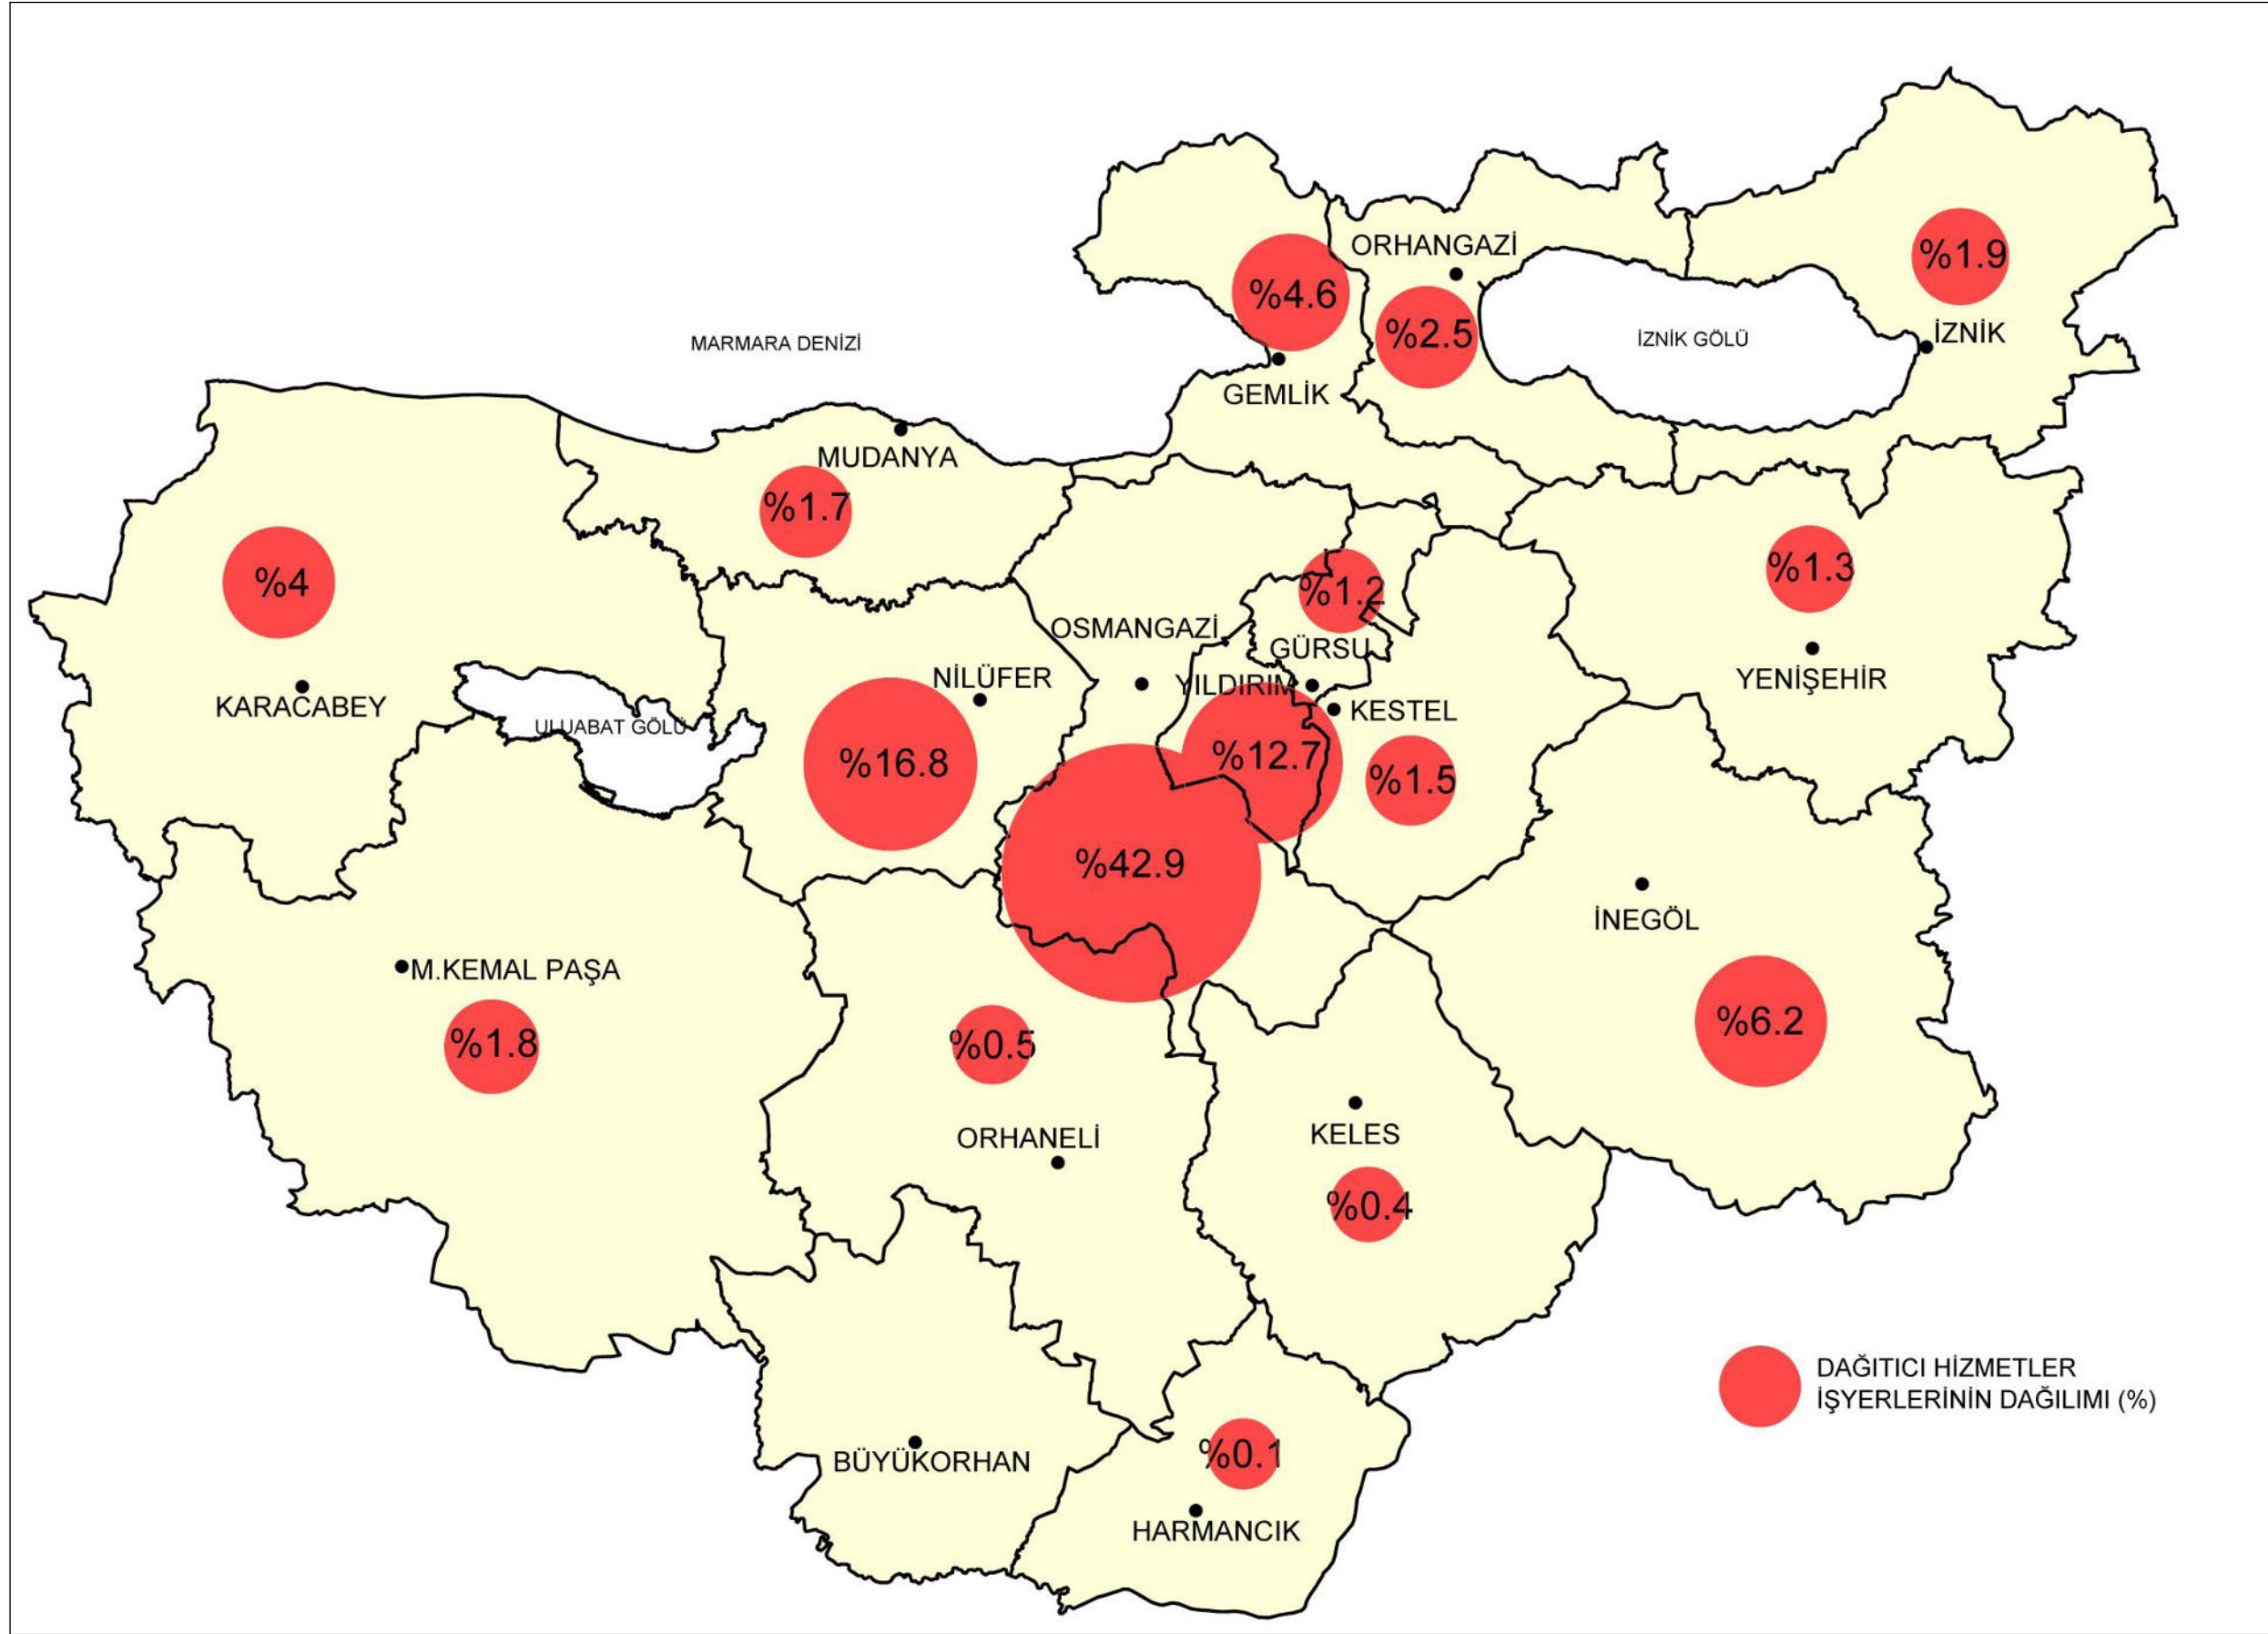 ORHANGAZİ
%1.9
%4.6
%2.5
İZNİK
İZNİK GÖLÜ
MARMARA DENİZİ
GEMLİK
MUDANYA
%1.7
%4
%1.3
%1.2
OSMANGAZİ
GÜRSU
NİLÜFER
YILDIRIM
YENİŞEHİR
KARACABEY
KESTEL
ULUABAT GÖLÜ
%16.8
%12.7
%1.5
%42.9
İNEGÖL
M.KEMAL PAŞA
%6.2
%1.8
%0.5
ORHANELİ
KELES
%0.4
DAĞITICI HİZMETLER
İŞYERLERİNİN DAĞILIMI (%)
%0.1
BÜYÜKORHAN
HARMANCIK